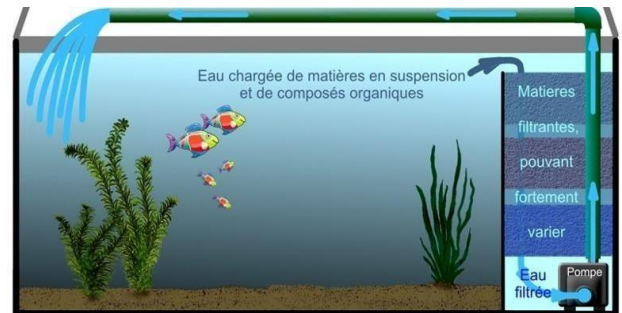 Eau chargée de matières en suspension
et de composés organiques
Matieres
filtrantes,
pouvant
fortement
varier
Eau
filtrée
Pompe